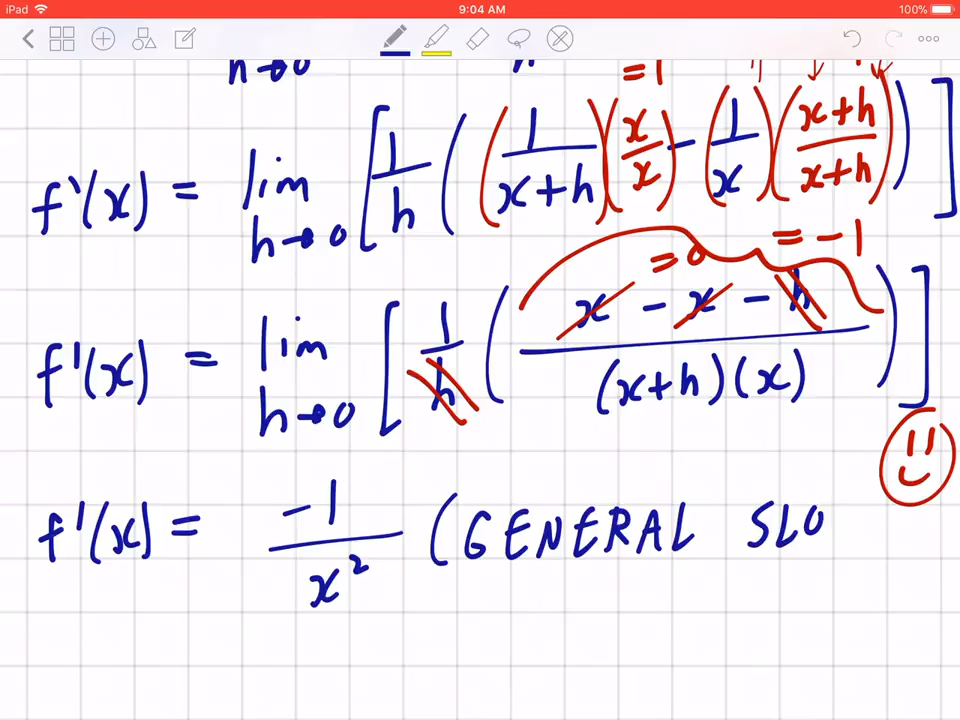 iPad 9:04 AM 100%
h→0 h =1
f'(x) = lim h→0 [1/h ((1/(x+h))(x/x) - (1/x)((x+h)/(x+h)))]
=0 = -1
f'(x) = lim h→0 [1/h ((x - x - h)/((x+h)(x)))]
f'(x) = -1/x² (GENERAL SLO